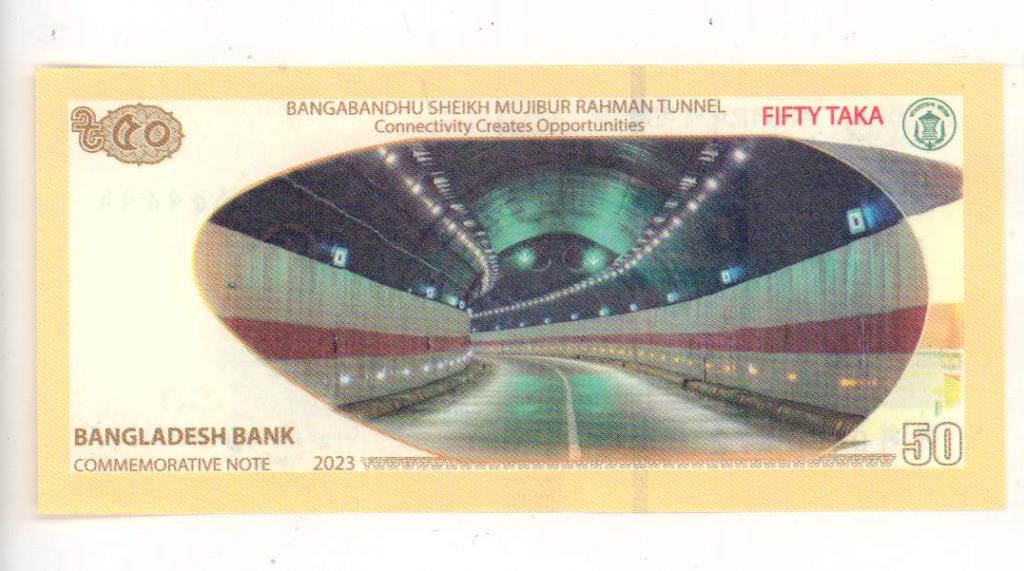 ৳৫০
BANGABANDHU SHEIKH MUJIBUR RAHMAN TUNNEL
Connectivity Creates Opportunities
FIFTY TAKA
BANGLADESH BANK
COMMEMORATIVE NOTE 2023
50